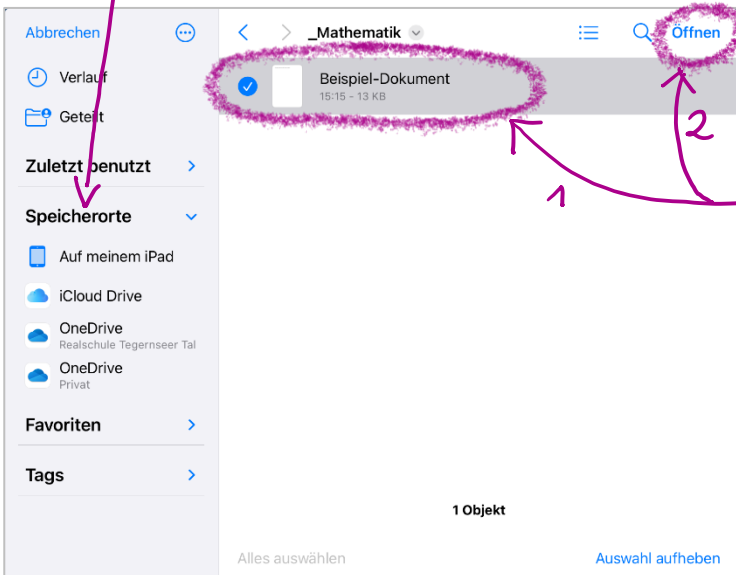 Abbrechen
_Mathematik
Öffnen
Verlauf
Geteilt
Beispiel-Dokument
15:15 - 13 KB
2
1
Zuletzt benutzt
Speicherorte
Auf meinem iPad
iCloud Drive
OneDrive
Realschule Tegernseer Tal
OneDrive
Privat
Favoriten
Tags
1 Objekt
Alles auswählen
Auswahl aufheben